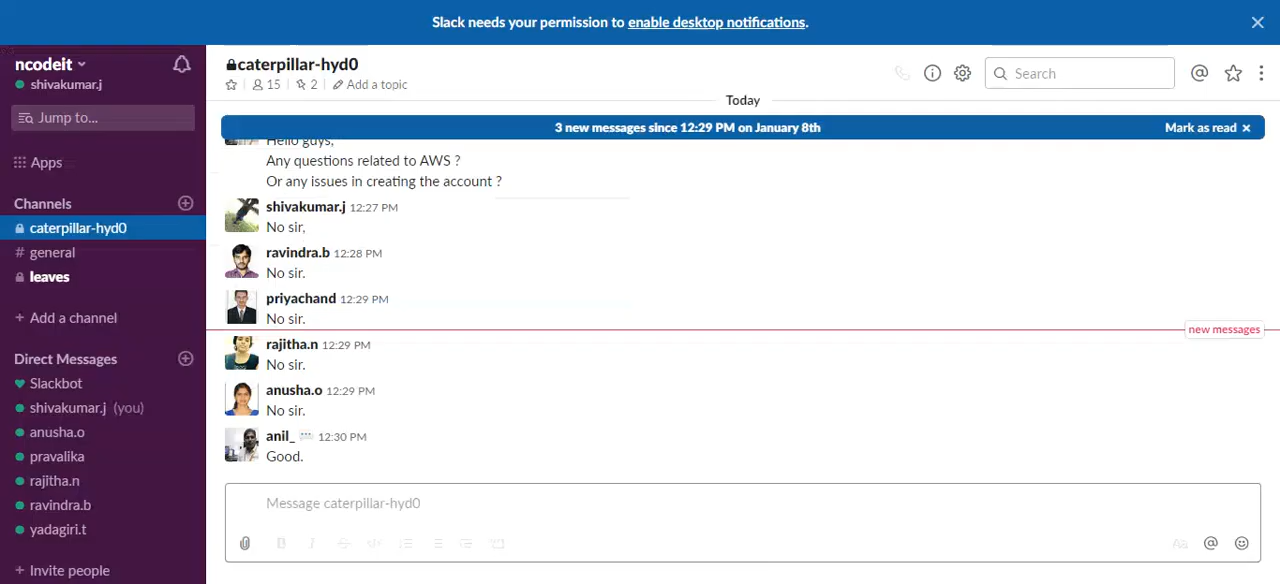 Slack needs your permission to enable desktop notifications.
ncodeit
shivakumar.j
Jump to...
Apps
Channels
caterpillar-hyd0
# general
leaves
+ Add a channel
Direct Messages
Slackbot
shivakumar.j (you)
anusha.o
pravalika
rajitha.n
ravindra.b
yadagiri.t
+ Invite people
caterpillar-hyd0
15 | 2 | Add a topic
Search
Today
3 new messages since 12:29 PM on January 8th
Mark as read ×
Hello guys,
Any questions related to AWS ?
Or any issues in creating the account ?
shivakumar.j 12:27 PM
No sir,
ravindra.b 12:28 PM
No sir.
priyachand 12:29 PM
No sir.
new messages
rajitha.n 12:29 PM
No sir.
anusha.o 12:29 PM
No sir.
anil_ 12:30 PM
Good.
Message caterpillar-hyd0
Aa @